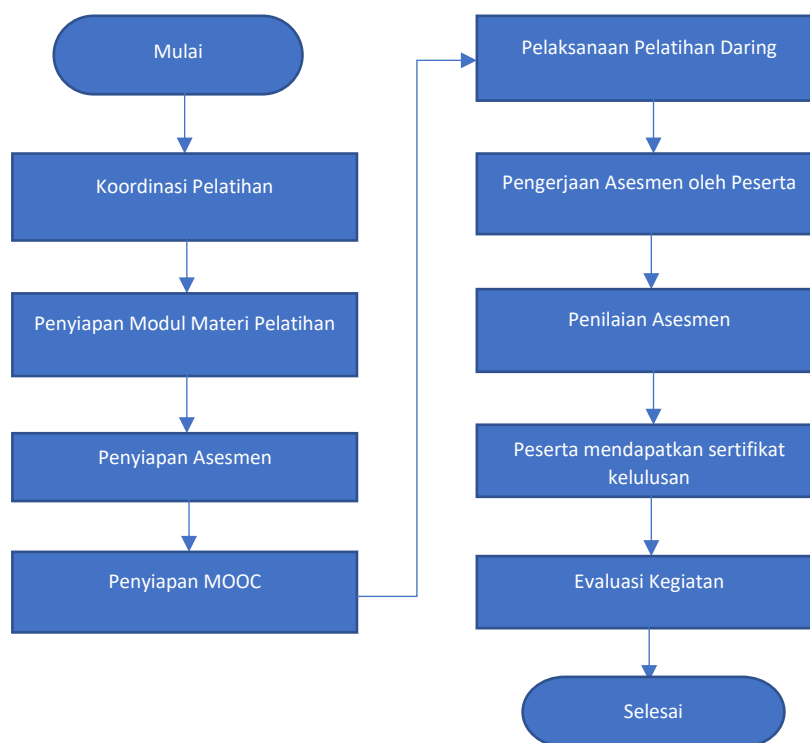 Mulai
Koordinasi Pelatihan
Penyiapan Modul Materi Pelatihan
Penyiapan Asesmen
Penyiapan MOOC
Pelaksanaan Pelatihan Daring
Pengerjaan Asesmen oleh Peserta
Penilaian Asesmen
Peserta mendapatkan sertifikat
kelulusan
Evaluasi Kegiatan
Selesai